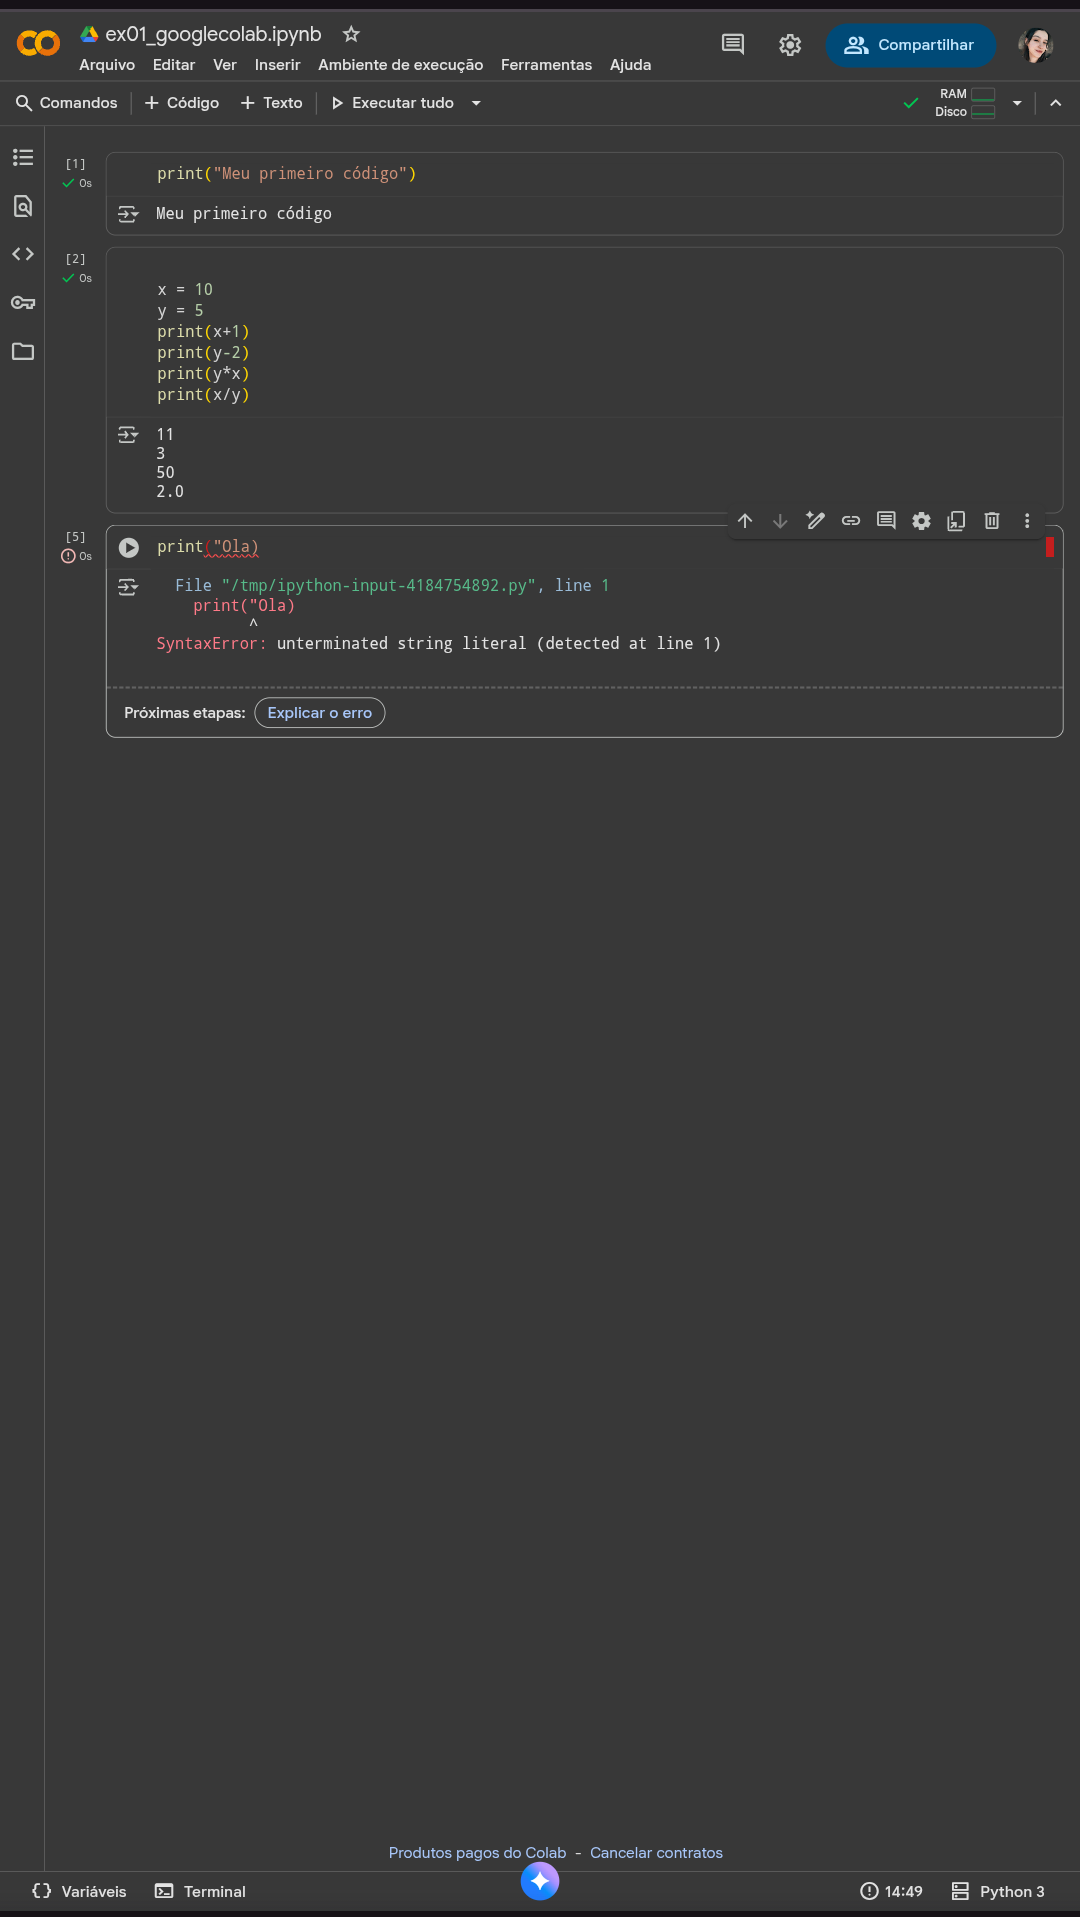 ex01_googlecolab.ipynb
Arquivo Editar Ver Inserir Ambiente de execução Ferramentas Ajuda
Compartilhar
Comandos + Código + Texto Executar tudo
RAM
Disco
[1]
0s
print("Meu primeiro código")
Meu primeiro código
[2]
0s
x = 10
y = 5
print(x+1)
print(y-2)
print(y*x)
print(x/y)
11
3
50
2.0
[5]
0s
print("Ola)
File "/tmp/ipython-input-4184754892.py", line 1
print("Ola)
^
SyntaxError: unterminated string literal (detected at line 1)
Próximas etapas: Explicar o erro
Produtos pagos do Colab - Cancelar contratos
Variáveis Terminal 14:49 Python 3